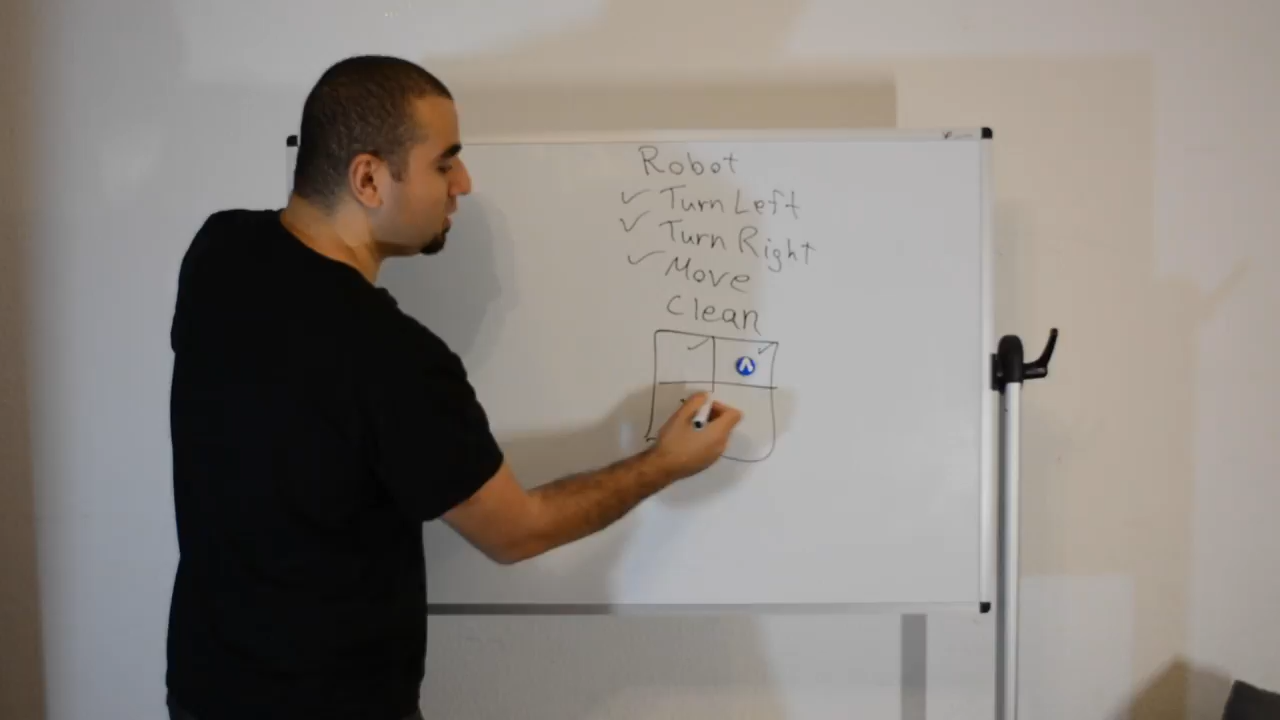 Robot
✓ Turn Left
✓ Turn Right
✓ Move
Clean